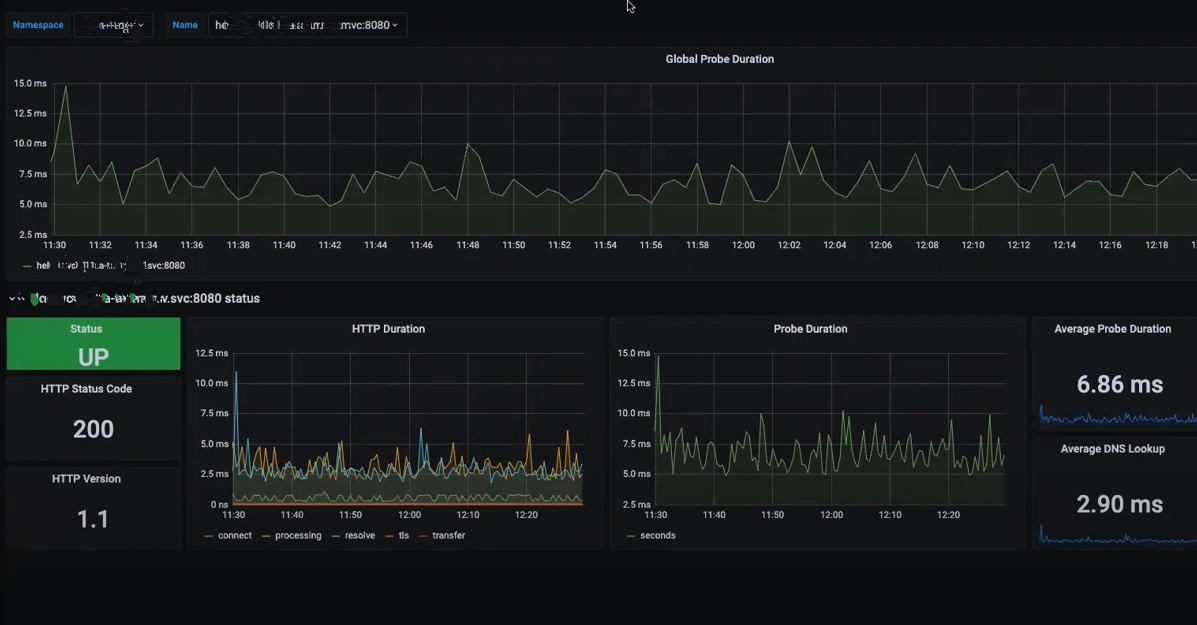 Namespace Name mvc:8080
Global Probe Duration
15.0 ms
12.5 ms
10.0 ms
7.5 ms
5.0 ms
2.5 ms
11:30 11:32 11:34 11:36 11:38 11:40 11:42 11:44 11:46 11:48 11:50 11:52 11:54 11:56 11:58 12:00 12:02 12:04 12:06 12:08 12:10 12:12 12:14 12:16 12:18
svc:8080
svc:8080 status
Status
UP
HTTP Status Code
200
HTTP Version
1.1
HTTP Duration
12.5 ms
10.0 ms
7.5 ms
5.0 ms
2.5 ms
0 ns
11:30 11:40 11:50 12:00 12:10 12:20
connect processing resolve tls transfer
Probe Duration
15.0 ms
12.5 ms
10.0 ms
7.5 ms
5.0 ms
2.5 ms
11:30 11:40 11:50 12:00 12:10 12:20
seconds
Average Probe Duration
6.86 ms
Average DNS Lookup
2.90 ms